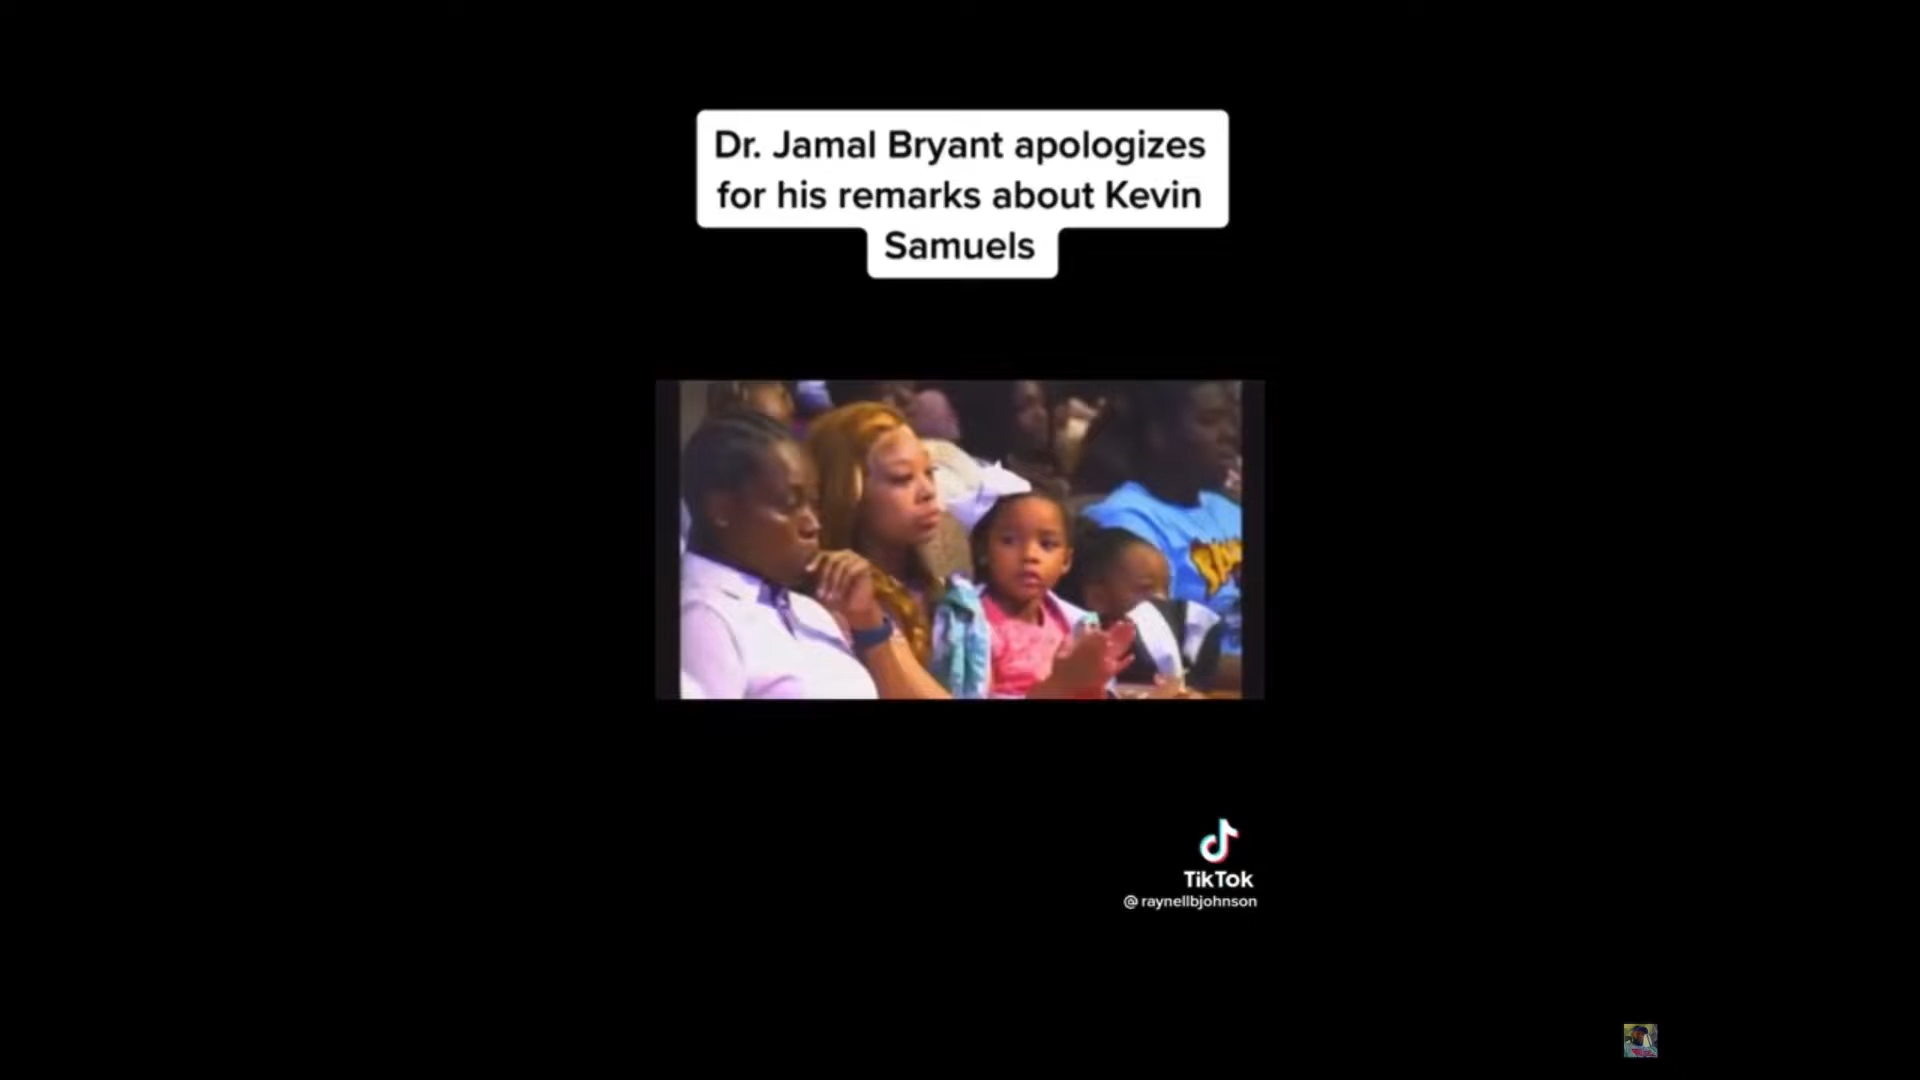 Dr. Jamal Bryant apologizes
for his remarks about Kevin
Samuels
TikTok
@raynellbjohnson